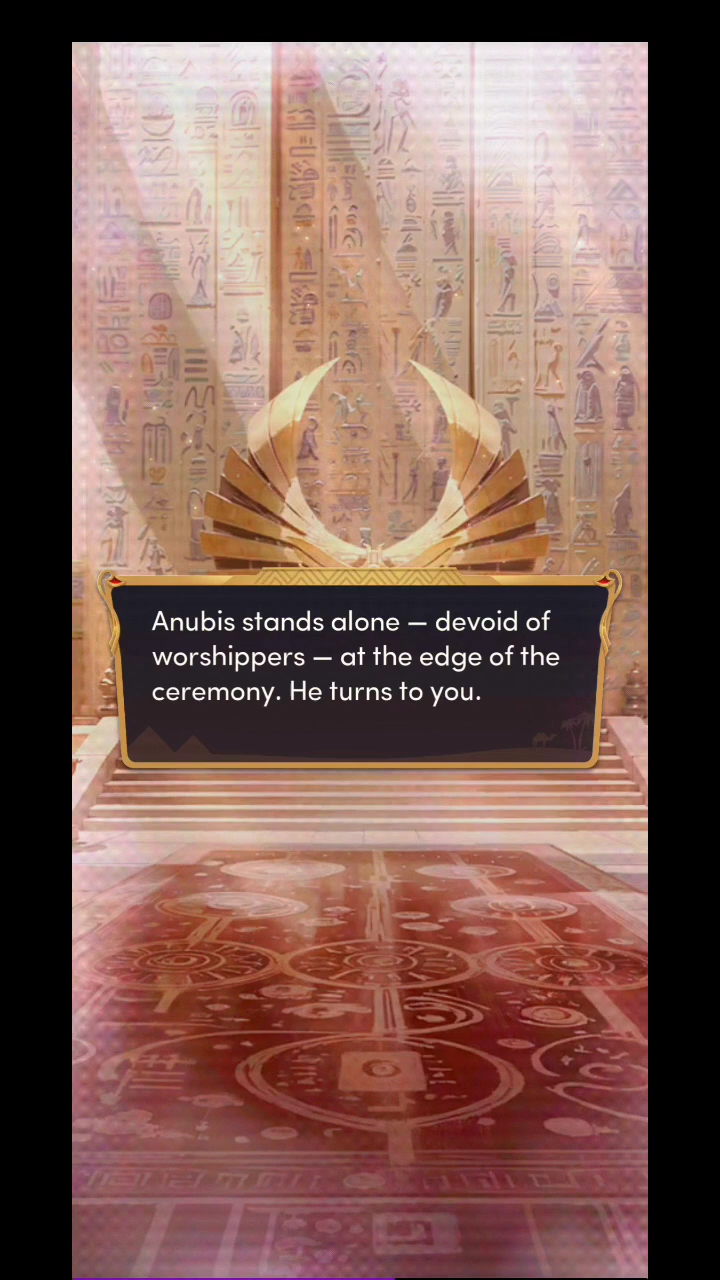 Anubis stands alone — devoid of
worshippers — at the edge of the
ceremony. He turns to you.